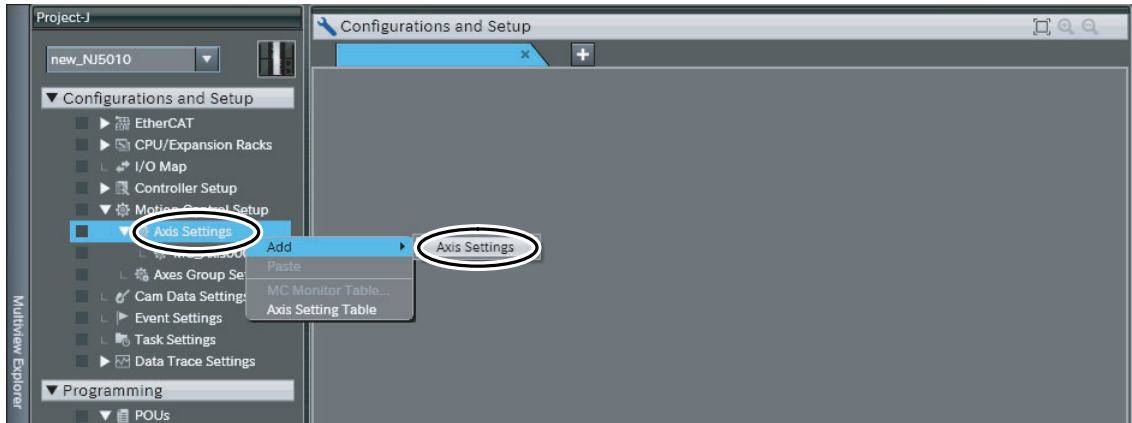 Project-J
new_NJ5010
Configurations and Setup
EtherCAT
CPU/Expansion Racks
I/O Map
Controller Setup
Motion Control Setup
Axis Settings
Axes Group Se
Cam Data Settings
Event Settings
Task Settings
Data Trace Settings
Programming
POUs
Multiview Explorer
Add
Paste
MC Monitor Table...
Axis Setting Table
Axis Settings
Configurations and Setup